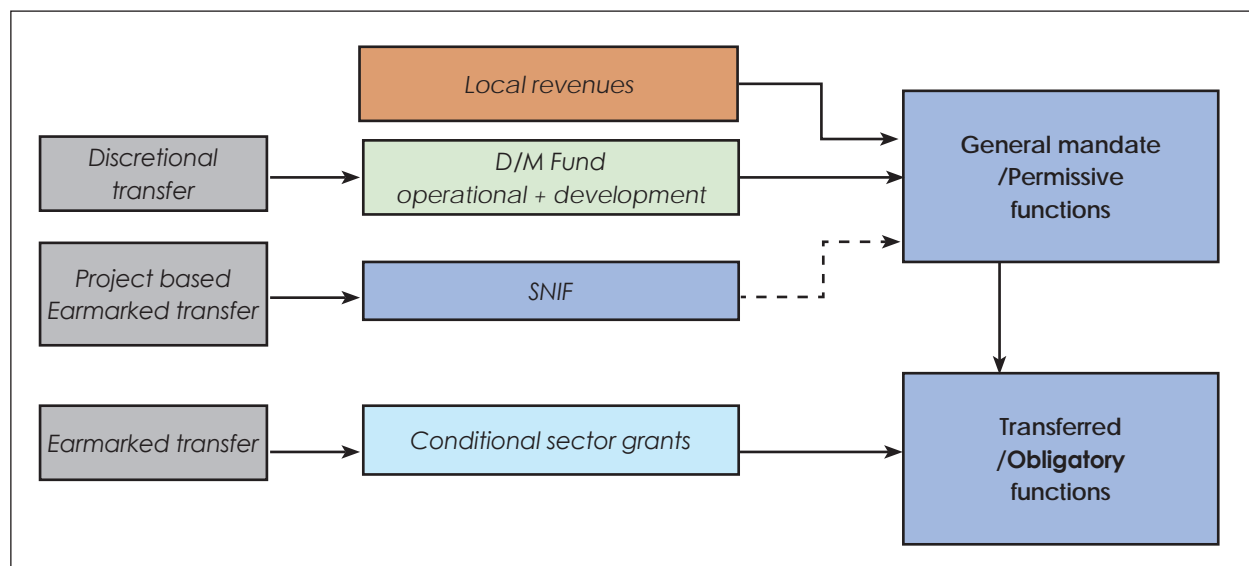 Local revenues
Discretional
transfer
D/M Fund
operational + development
General mandate
/Permissive
functions
Project based
Earmarked transfer
SNIF
Earmarked transfer
Conditional sector grants
Transferred
/Obligatory
functions